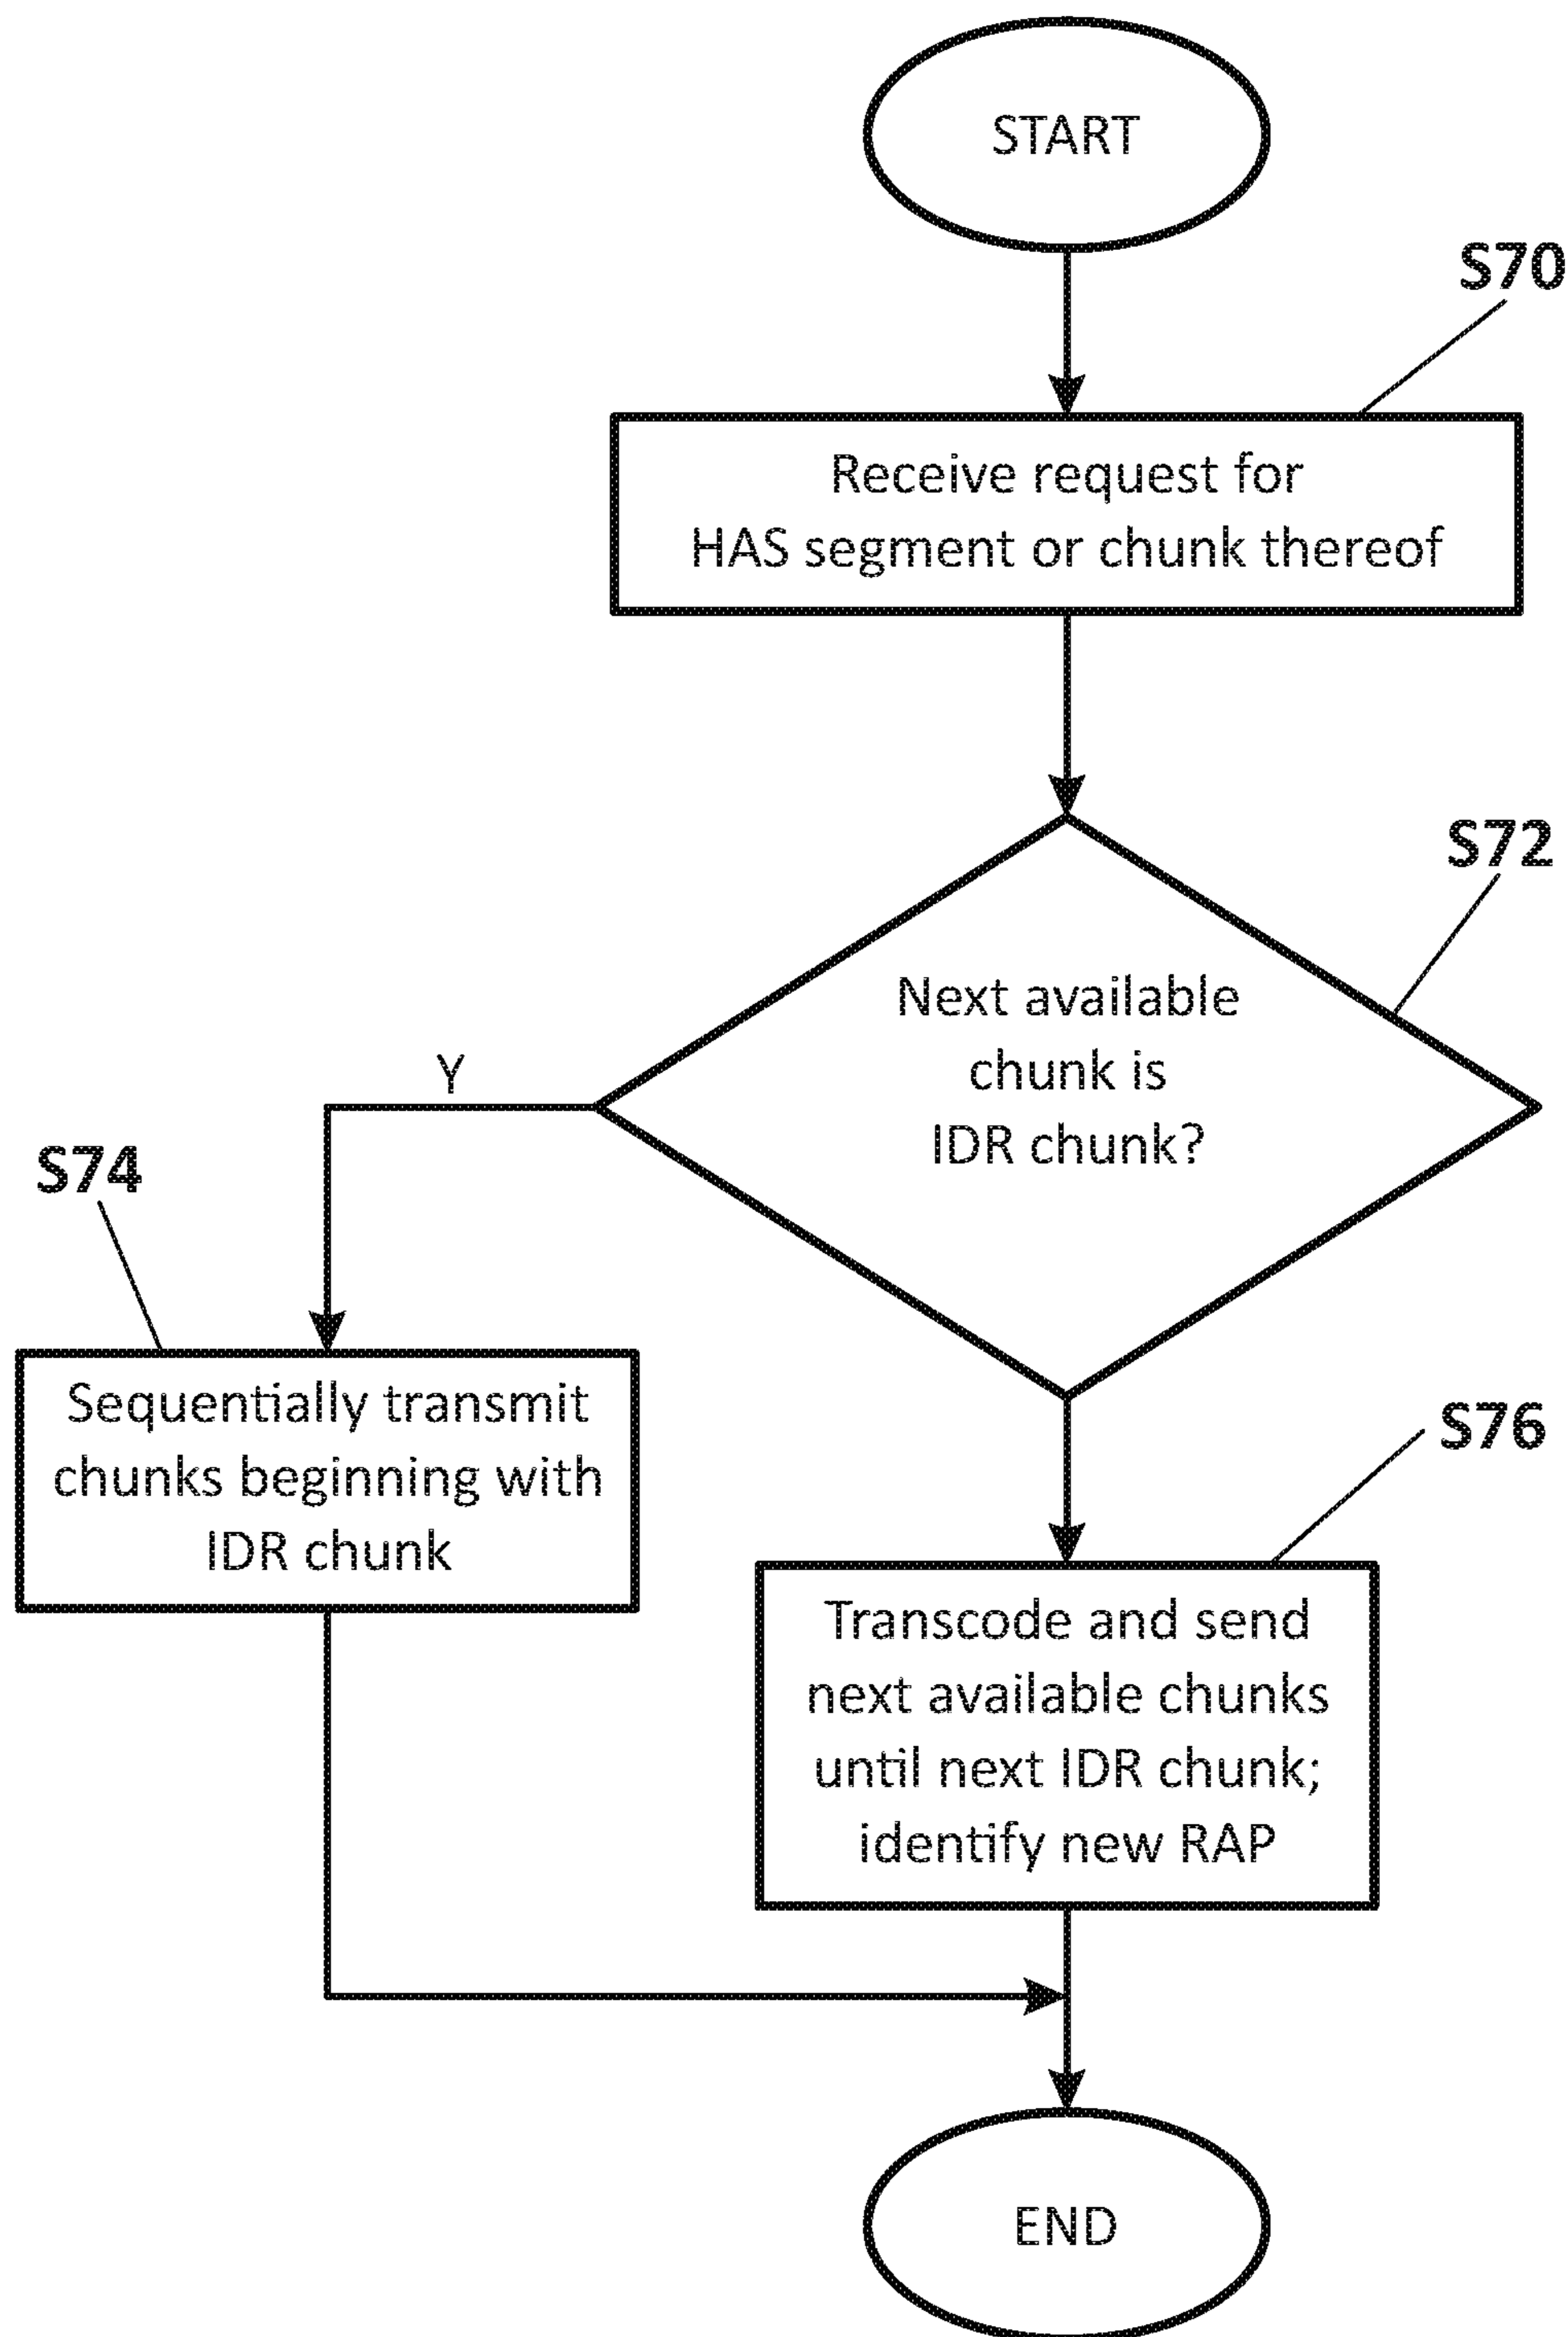 START
S70
Receive request for
HAS segment or chunk thereof
S72
Next available
chunk is
IDR chunk?
Y
S74
Sequentially transmit
chunks beginning with
IDR chunk
S76
Transcode and send
next available chunks
until next IDR chunk;
identify new RAP
END